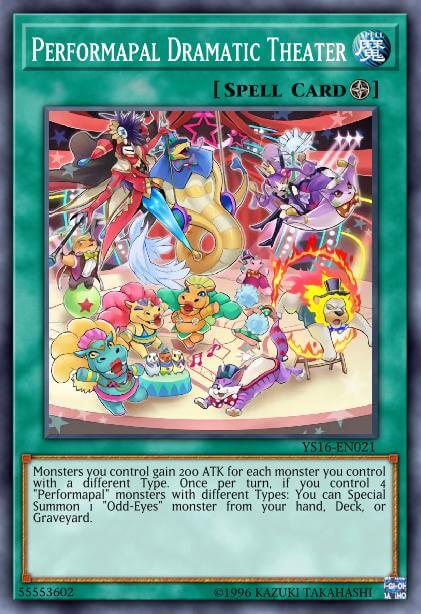 PERFORMAPAL DRAMATIC THEATER
SPELL
魔
[SPELL CARD]
YS16-EN021
Monsters you control gain 200 ATK for each monster you control
with a different Type. Once per turn, if you control 4
"Performapal" monsters with different Types: You can Special
Summon 1 "Odd-Eyes" monster from your hand, Deck, or
Graveyard.
55553602
©1996 KAZUKI TAKAHASHI